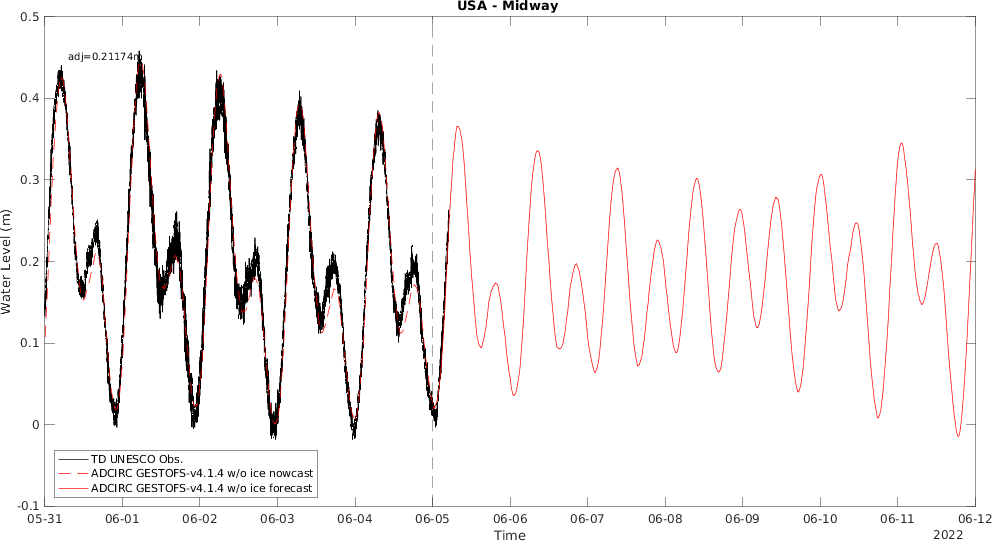 USA - Midway
0.5
adj=0.21174m
0.4
0.3
0.2
0.1
0
-0.1
Water Level (m)
TD UNESCO Obs.
ADCIRC GESTOFS-v4.1.4 w/o ice nowcast
ADCIRC GESTOFS-v4.1.4 w/o ice forecast
05-31 06-01 06-02 06-03 06-04 06-05 06-06 06-07 06-08 06-09 06-10 06-11 06-12
Time
2022